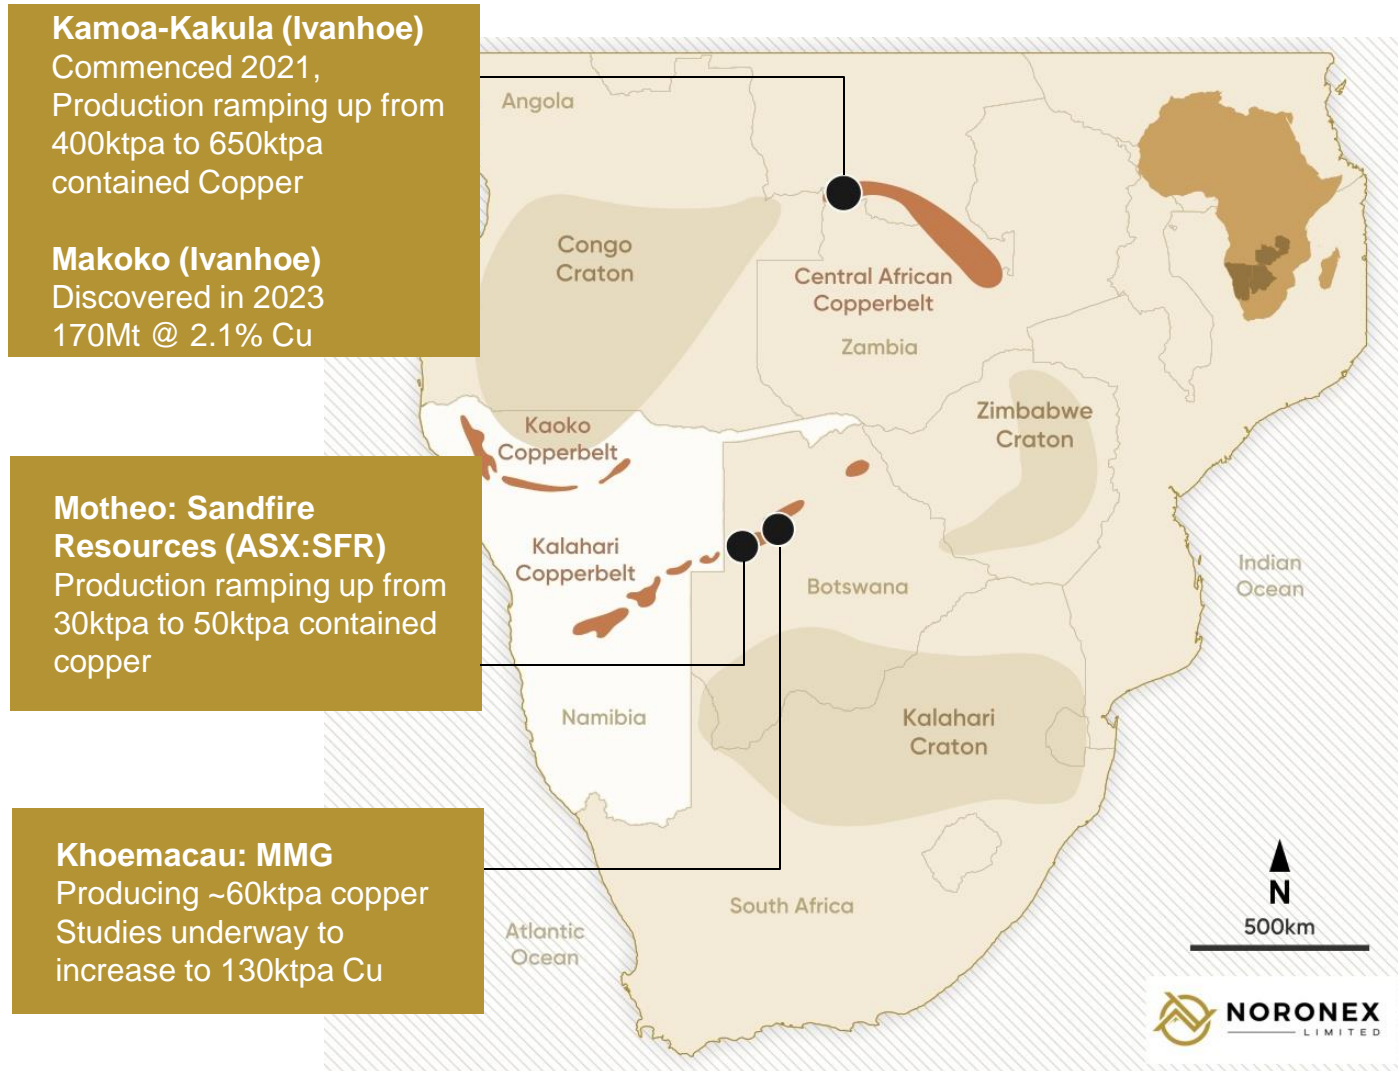 Kamoa-Kakula (Ivanhoe)
Commenced 2021,
Production ramping up from
400ktpa to 650ktpa
contained Copper
Makoko (Ivanhoe)
Discovered in 2023
170Mt @ 2.1% Cu
Motheo: Sandfire
Resources (ASX:SFR)
Production ramping up from
30ktpa to 50ktpa contained
copper
Khoemacau: MMG
Producing ~60ktpa copper
Studies underway to
increase to 130ktpa Cu
Angola
Congo
Craton
Central African
Copperbelt
Zambia
Zimbabwe
Craton
Kaoko
Copperbelt
Kalahari
Copperbelt
Botswana
Indian
Ocean
Namibia
Kalahari
Craton
South Africa
Atlantic
Ocean
N
500km
NORONEX
LIMITED